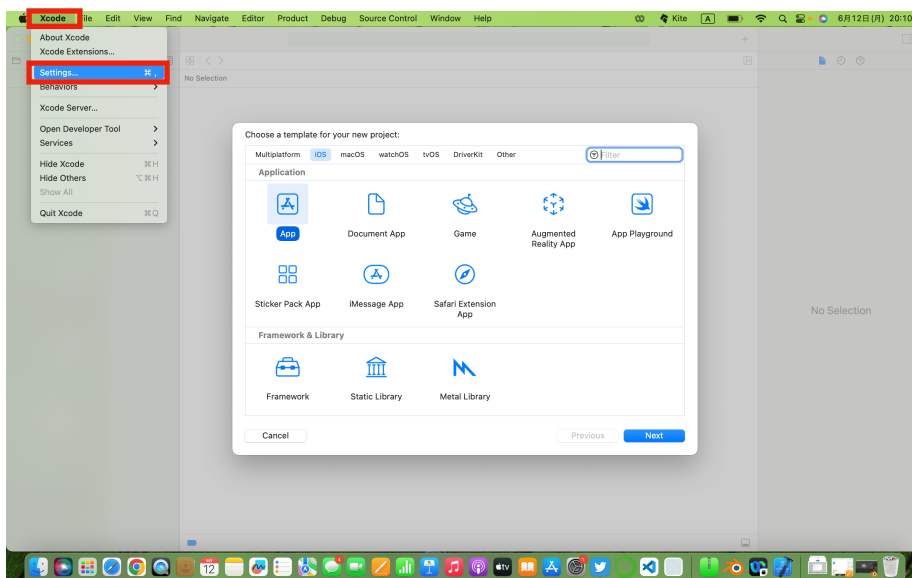 Xcode File Edit View Find Navigate Editor Product Debug Source Control Window Help Kite A 6月12日(月) 20:10
About Xcode
Xcode Extensions...
Settings... ⌘ ,
Behaviors
Xcode Server...
Open Developer Tool
Services
Hide Xcode ⌘H
Hide Others ⌥⌘H
Show All
Quit Xcode ⌘Q
No Selection
Choose a template for your new project:
Multiplatform iOS macOS watchOS tvOS DriverKit Other Filter
Application
App Document App Game Augmented Reality App App Playground
Sticker Pack App iMessage App Safari Extension App
Framework & Library
Framework Static Library Metal Library
Cancel Previous Next
No Selection
12
tv